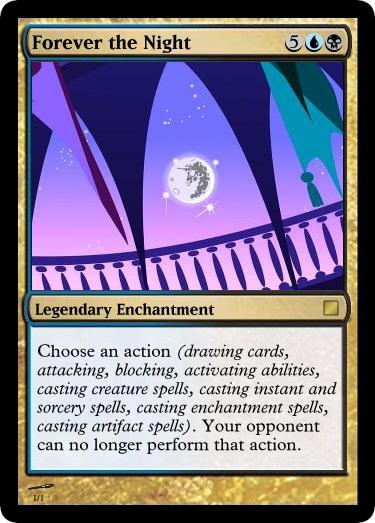 Forever the Night 5
Legendary Enchantment
Choose an action (drawing cards,
attacking, blocking, activating abilities,
casting creature spells, casting instant and
sorcery spells, casting enchantment spells,
casting artifact spells). Your opponent
can no longer perform that action.
1/1